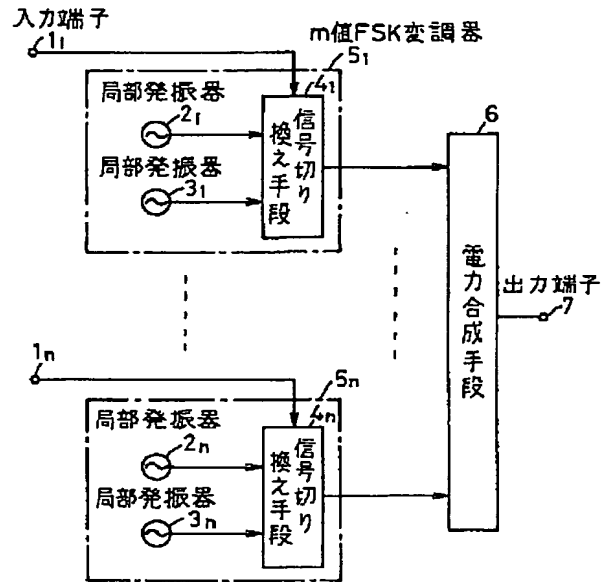 入力端子
1₁
m値FSK変調器
5₁
局部発振器
4₁
2₁
信号切り
換え手段
局部発振器
3₁
6
電力合成手段
出力端子
7
1n
5n
局部発振器
4n
2n
信号切り
換え手段
局部発振器
3n